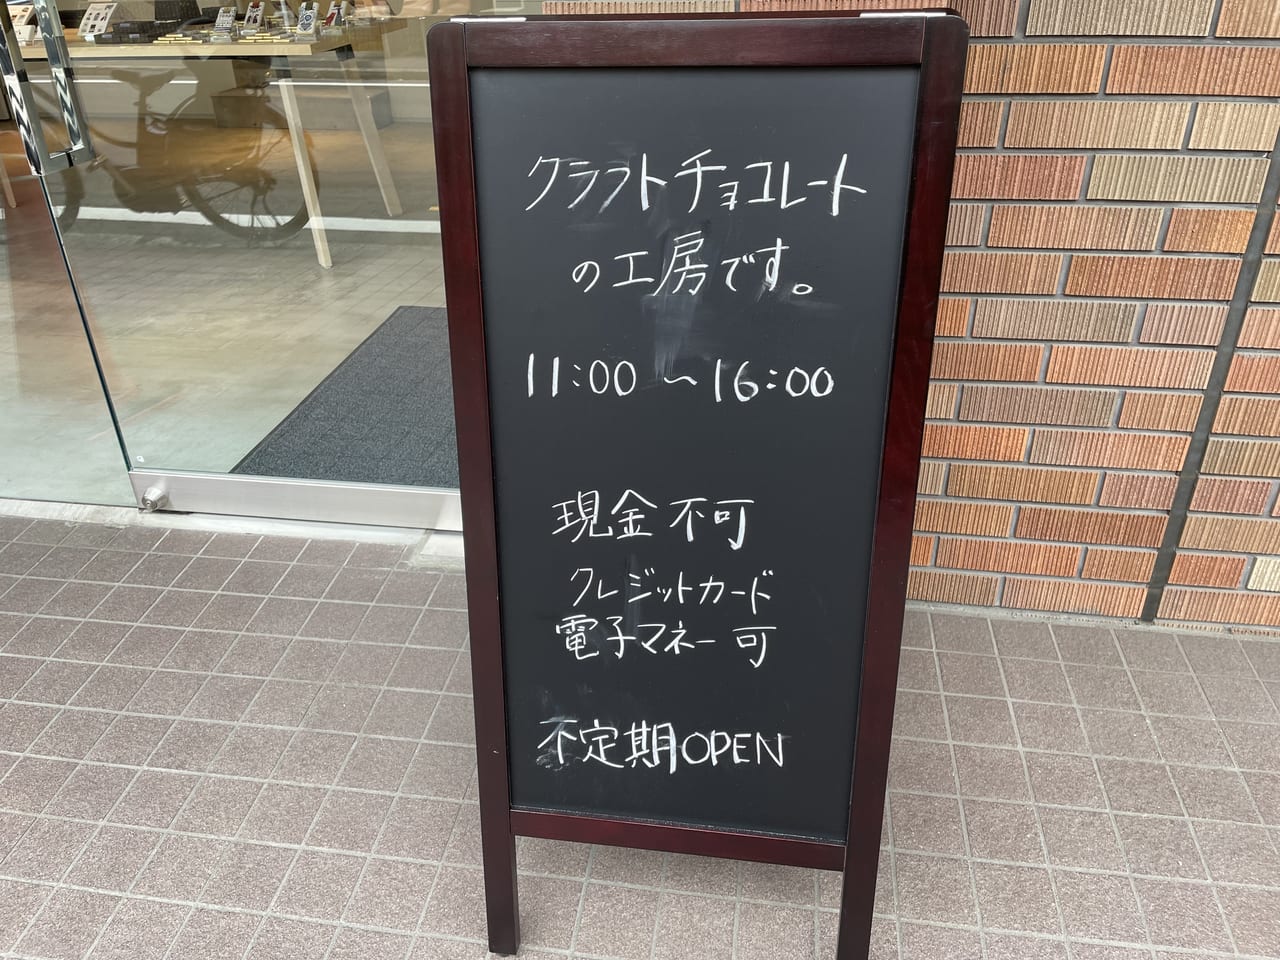 クラフトチョコレート
の工房です。
11:00 〜 16:00
現金不可
クレジットカード
電子マネー可
不定期OPEN